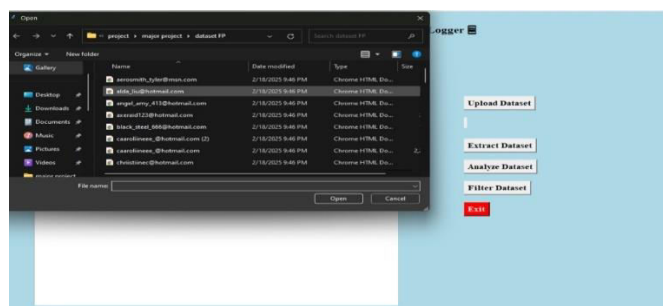 Open
Logger
project > major project > dataset FP
Search dataset FP
Organize
New folder
Gallery
Name
Date modified
Type
Size
aerosmith_tyler@msn.com
2/18/2025 9:46 PM
Chrome HTML Do...
Desktop
alida_liu@hotmail.com
2/18/2025 9:46 PM
Chrome HTML Do...
Downloads
angel_amy_413@hotmail.com
2/18/2025 9:46 PM
Chrome HTML Do...
Documents
2/18/2025 9:46 PM
Chrome HTML Do...
Music
black_steel_666@hotmail.com
2/18/2025 9:46 PM
Chrome HTML Do...
Pictures
caarolineee_@hotmail.com (2)
2/18/2025 9:46 PM
Chrome HTML Do...
Videos
caarolineee_@hotmail.com
2/18/2025 9:46 PM
Chrome HTML Do...
2,
christinec@hotmail.com
2/18/2025 9:46 PM
Chrome HTML Do...
major project
File name:
Open
Cancel
Upload Dataset
Extract Dataset
Analyze Dataset
Filter Dataset
Exit